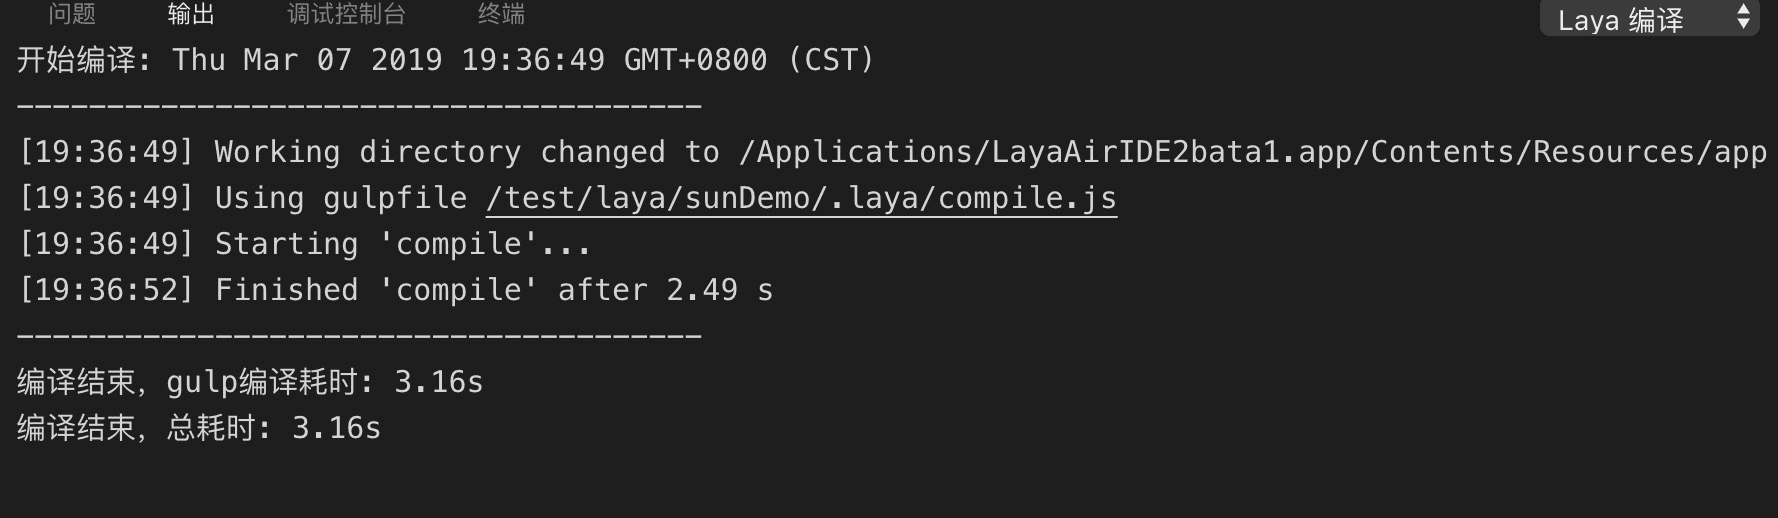 问题 输出 调试控制台 终端 Laya 编译
开始编译: Thu Mar 07 2019 19:36:49 GMT+0800 (CST)
--------------------------------------
[19:36:49] Working directory changed to /Applications/LayaAirIDE2bata1.app/Contents/Resources/app
[19:36:49] Using gulpfile /test/laya/sunDemo/.laya/compile.js
[19:36:49] Starting 'compile'...
[19:36:52] Finished 'compile' after 2.49 s
--------------------------------------
编译结束，gulp编译耗时: 3.16s
编译结束，总耗时: 3.16s